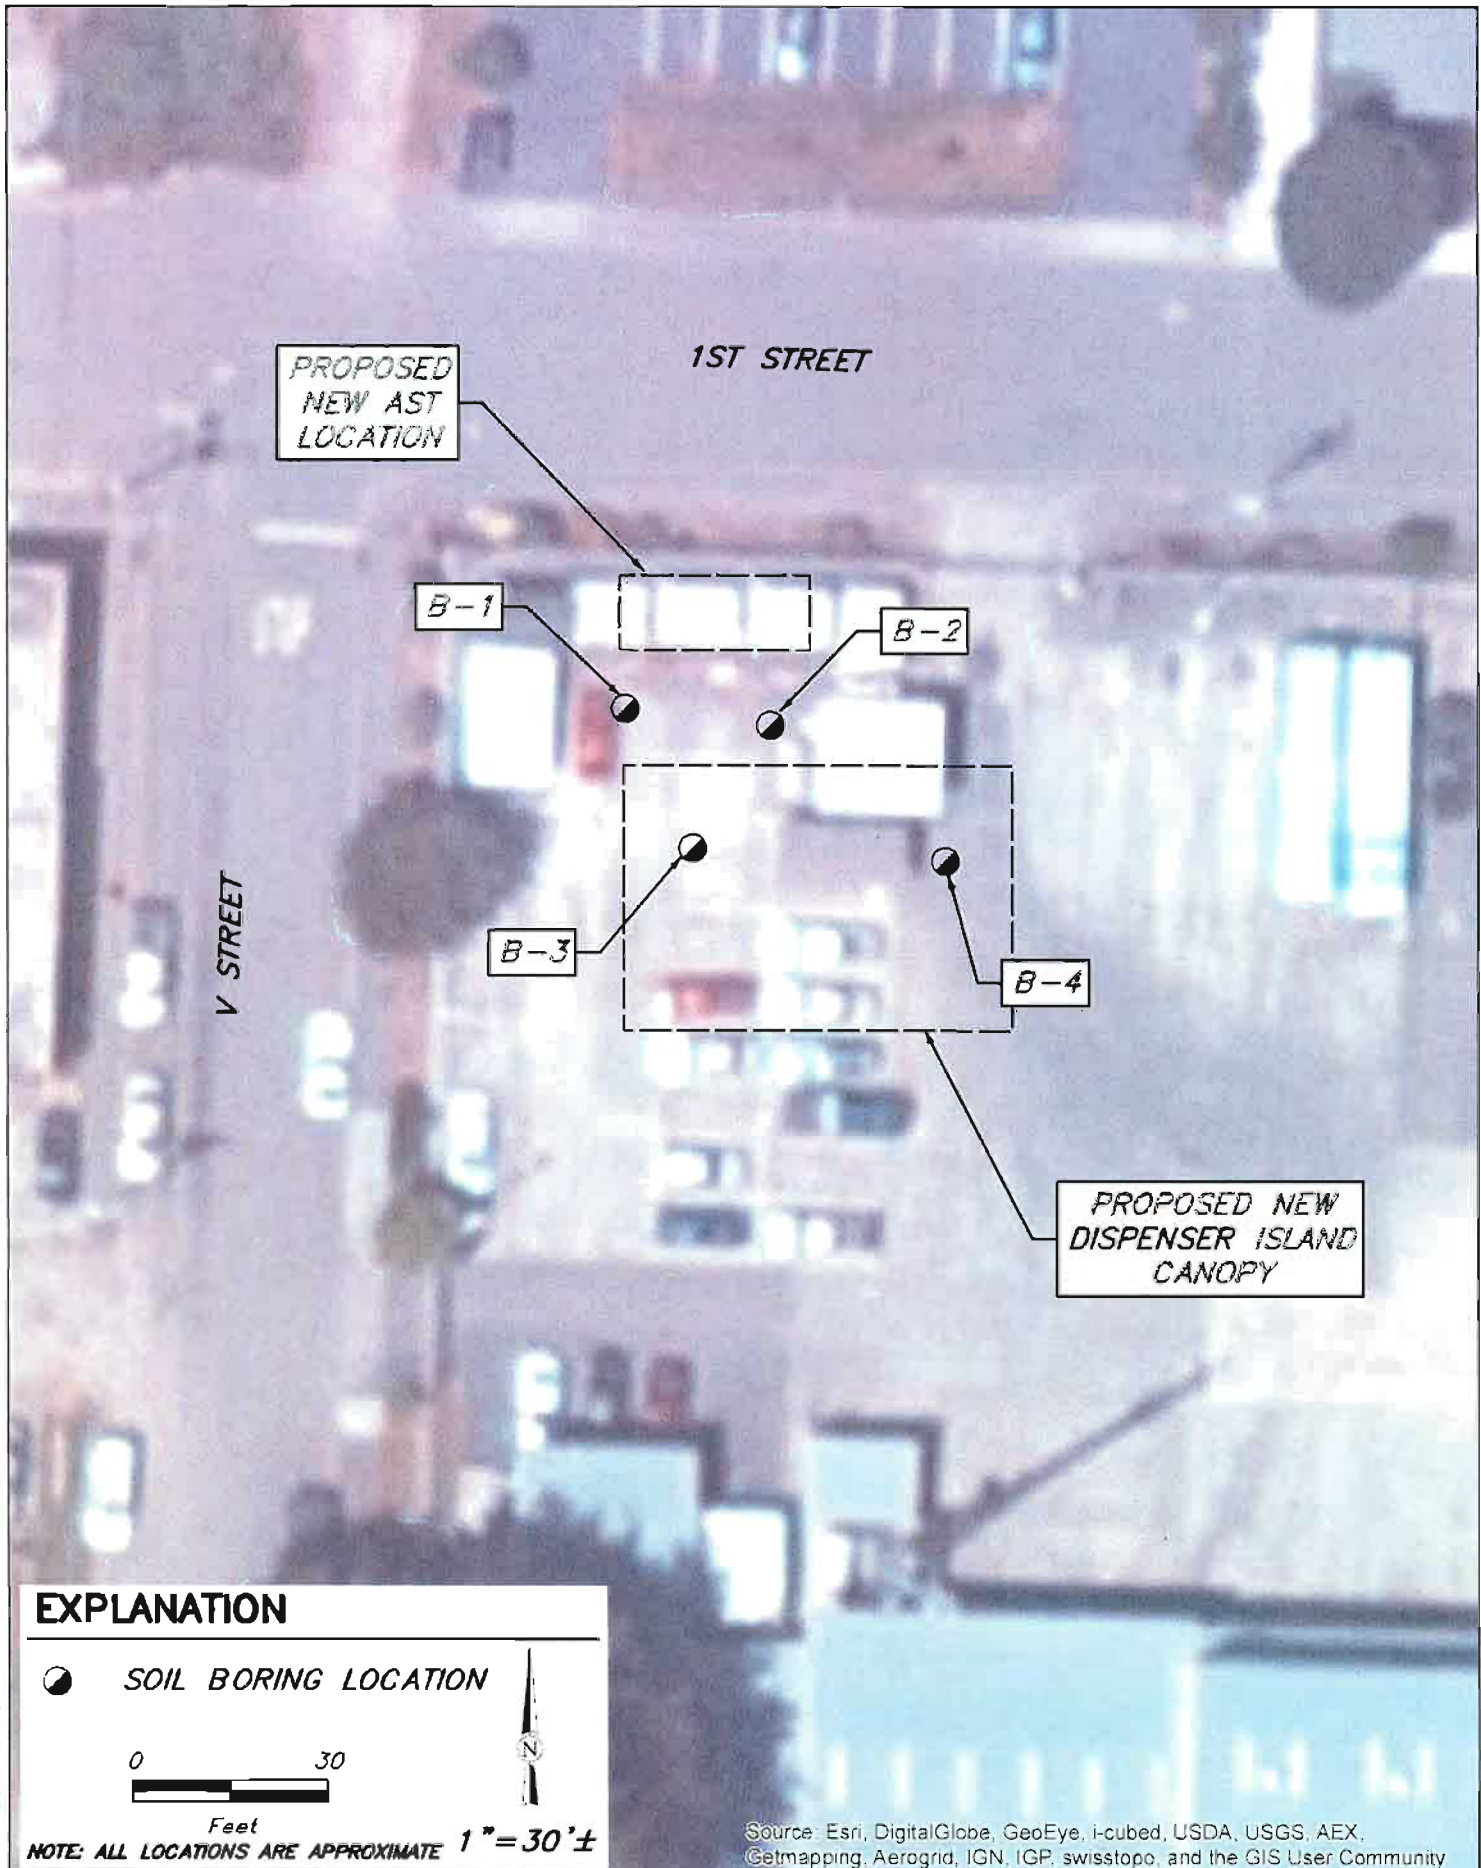 1ST STREET
PROPOSED
NEW AST
LOCATION
B-1
B-2
V STREET
B-3
B-4
PROPOSED NEW
DISPENSER ISLAND
CANOPY
EXPLANATION
SOIL BORING LOCATION
0 30
Feet
N
NOTE: ALL LOCATIONS ARE APPROXIMATE 1"=30'±
Source: Esri, DigitalGlobe, GeoEye, i-cubed, USDA, USGS, AEX,
Getmapping, Aerogrid, IGN, IGP, swisstopo, and the GIS User Community